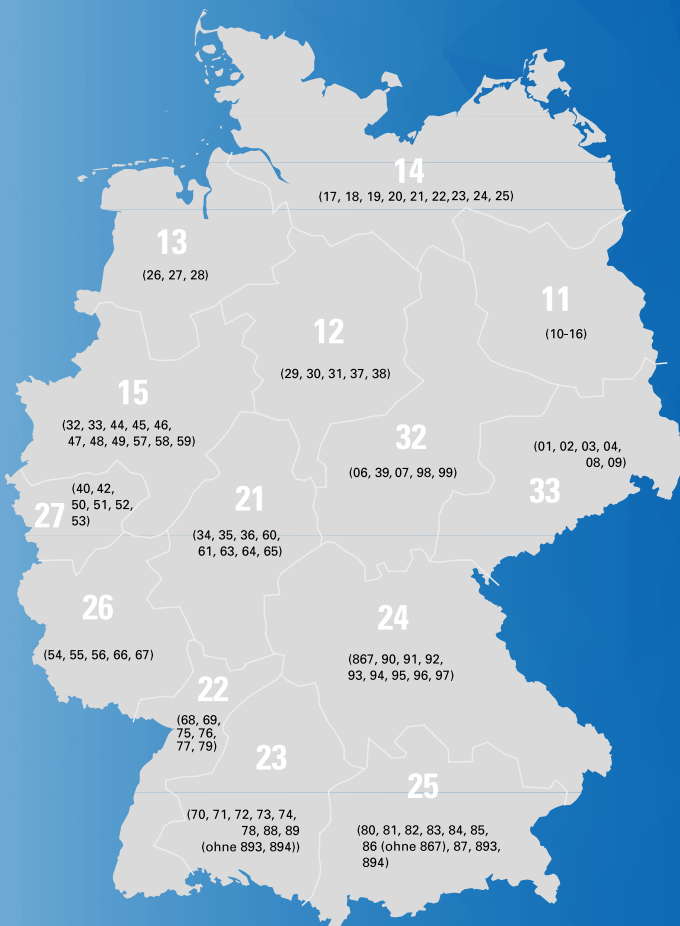 14
(17, 18, 19, 20, 21, 22,23, 24, 25)
13
(26, 27, 28)
11
(10-16)
12
(29, 30, 31, 37, 38)
15
(32, 33, 44, 45, 46,
47, 48, 49, 57, 58, 59)
32
(06, 39, 07, 98, 99)
(01, 02, 03, 04,
08, 09)
33
27
(40, 42,
50, 51, 52,
53)
21
(34, 35, 36, 60,
61, 63, 64, 65)
26
(54, 55, 56, 66, 67)
24
(867, 90, 91, 92,
93, 94, 95, 96, 97)
22
(68, 69,
75, 76,
77, 79)
23
(70, 71, 72, 73, 74,
78, 88, 89
(ohne 893, 894))
25
(80, 81, 82, 83, 84, 85,
86 (ohne 867), 87, 893,
894)